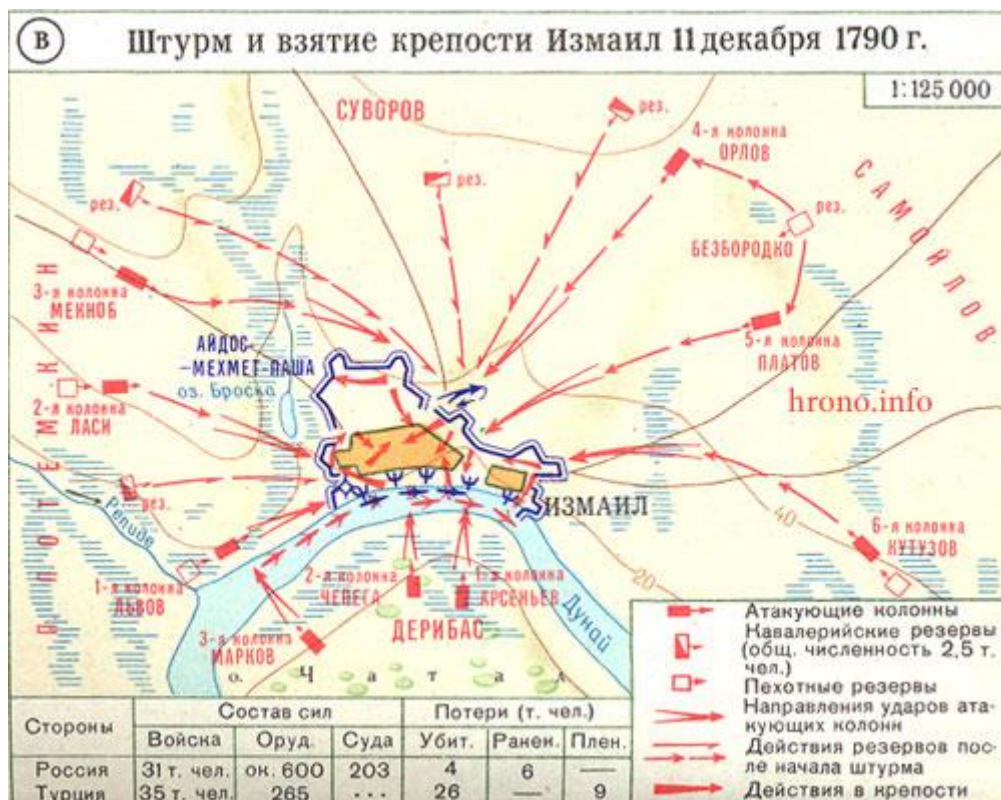 В
Штурм и взятие крепости Измаил 11 декабря 1790 г.
1:125 000
СУВОРОВ
рез.
4-я колонна
ОРЛОВ
рез.
рез.
рез.
БЕЗБОРОДКО
САМОЙЛОВ
3-я колонна
МЕКНОБ
5-я колонна
ПЛАТОВ
АЙДОС-
-МЕХМЕТ-ПАША
оз. Броска
hrono.info
2-я колонна
ЛАСИ
П. ПОТЕМКИН
рез.
Репиде
ИЗМАИЛ
40
6-я колонна
КУТУЗОВ
20
1-я колонна
ЛЬВОВ
2-я колонна
ЧЕПЕГА
1-я колонна
АРСЕНЬЕВ
Дунай
3-я колонна
МАРКОВ
ДЕРИБАС
о. Чатал
Атакующие колонны
Кавалерийские резервы
(общ. численность 2,5 т.
чел.)
Пехотные резервы
Направления ударов ата-
кующих колонн
Действия резервов пос-
ле начала штурма
Действия в крепости
Стороны
Состав сил
Потери (т. чел.)
Войска Оруд. Суда Убит. Ранен. Плен.
Россия 31 т. чел. ок. 600 203 4 6 —
Турция 35 т. чел. 265 ... 26 — 9